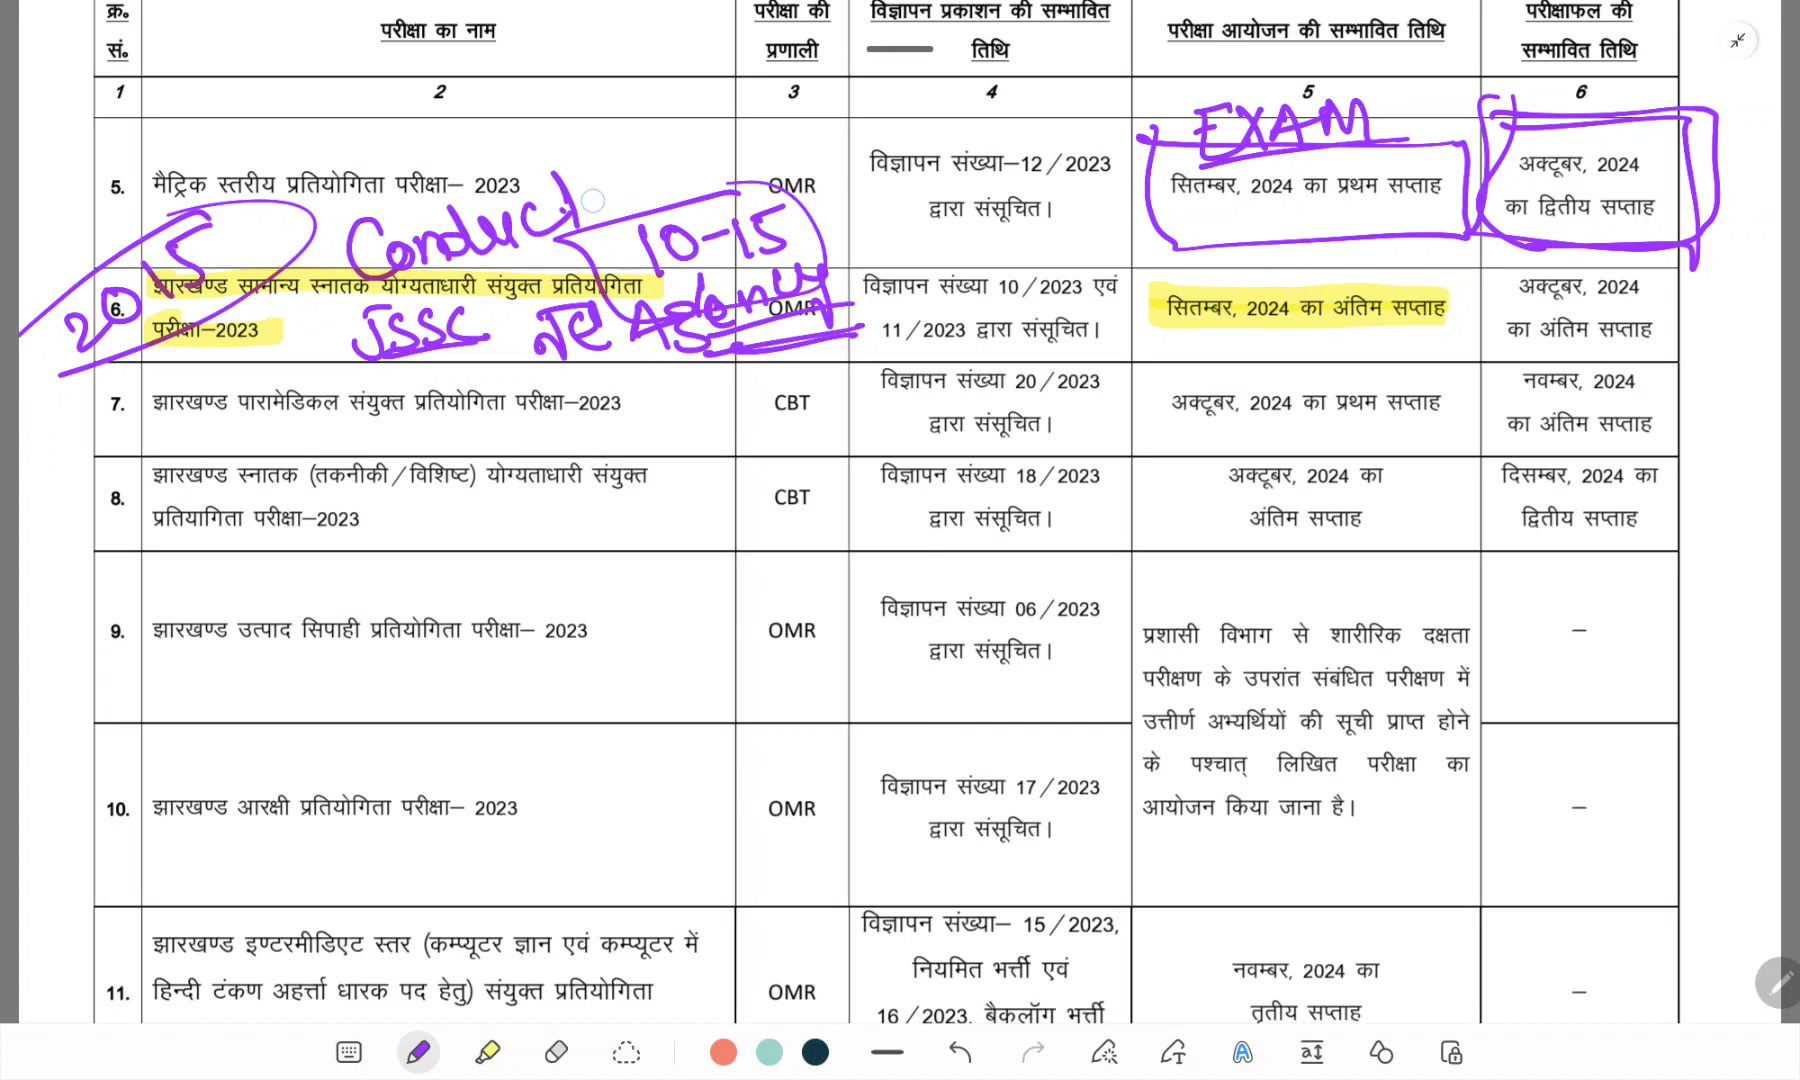 क्र॰ सं॰
परीक्षा का नाम
परीक्षा की प्रणाली
विज्ञापन प्रकाशन की सम्भावित तिथि
परीक्षा आयोजन की सम्भावित तिथि
परीक्षाफल की सम्भावित तिथि
1 2 3 4 5 6
EXAM
5.
मैट्रिक स्तरीय प्रतियोगिता परीक्षा– 2023
OMR
विज्ञापन संख्या–12/2023
द्वारा संसूचित।
सितम्बर, 2024 का प्रथम सप्ताह
अक्टूबर, 2024
का द्वितीय सप्ताह
2015
Conduct
10-15
6.
झारखण्ड सामान्य स्नातक योग्यताधारी संयुक्त प्रतियोगिता
परीक्षा–2023
JSSC
OMR
विज्ञापन संख्या 10/2023 एवं
11/2023 द्वारा संसूचित।
सितम्बर, 2024 का अंतिम सप्ताह
अक्टूबर, 2024
का अंतिम सप्ताह
7.
झारखण्ड पारामेडिकल संयुक्त प्रतियोगिता परीक्षा–2023
CBT
विज्ञापन संख्या 20/2023
द्वारा संसूचित।
अक्टूबर, 2024 का प्रथम सप्ताह
नवम्बर, 2024
का अंतिम सप्ताह
8.
झारखण्ड स्नातक (तकनीकी/विशिष्ट) योग्यताधारी संयुक्त
प्रतियागिता परीक्षा–2023
CBT
विज्ञापन संख्या 18/2023
द्वारा संसूचित।
अक्टूबर, 2024 का
अंतिम सप्ताह
दिसम्बर, 2024 का
द्वितीय सप्ताह
9.
झारखण्ड उत्पाद सिपाही प्रतियोगिता परीक्षा– 2023
OMR
विज्ञापन संख्या 06/2023
द्वारा संसूचित।
प्रशासी विभाग से शारीरिक दक्षता
परीक्षण के उपरांत संबंधित परीक्षण में
उत्तीर्ण अभ्यर्थियों की सूची प्राप्त होने
के पश्चात् लिखित परीक्षा का
आयोजन किया जाना है।
–
10.
झारखण्ड आरक्षी प्रतियोगिता परीक्षा– 2023
OMR
विज्ञापन संख्या 17/2023
द्वारा संसूचित।
–
11.
झारखण्ड इण्टरमीडिएट स्तर (कम्प्यूटर ज्ञान एवं कम्प्यूटर में
हिन्दी टंकण अहर्त्ता धारक पद हेतु) संयुक्त प्रतियोगिता
OMR
विज्ञापन संख्या– 15/2023,
नियमित भर्त्ती एवं
16/2023, बैकलॉग भर्त्ती
नवम्बर, 2024 का
तृतीय सप्ताह
–